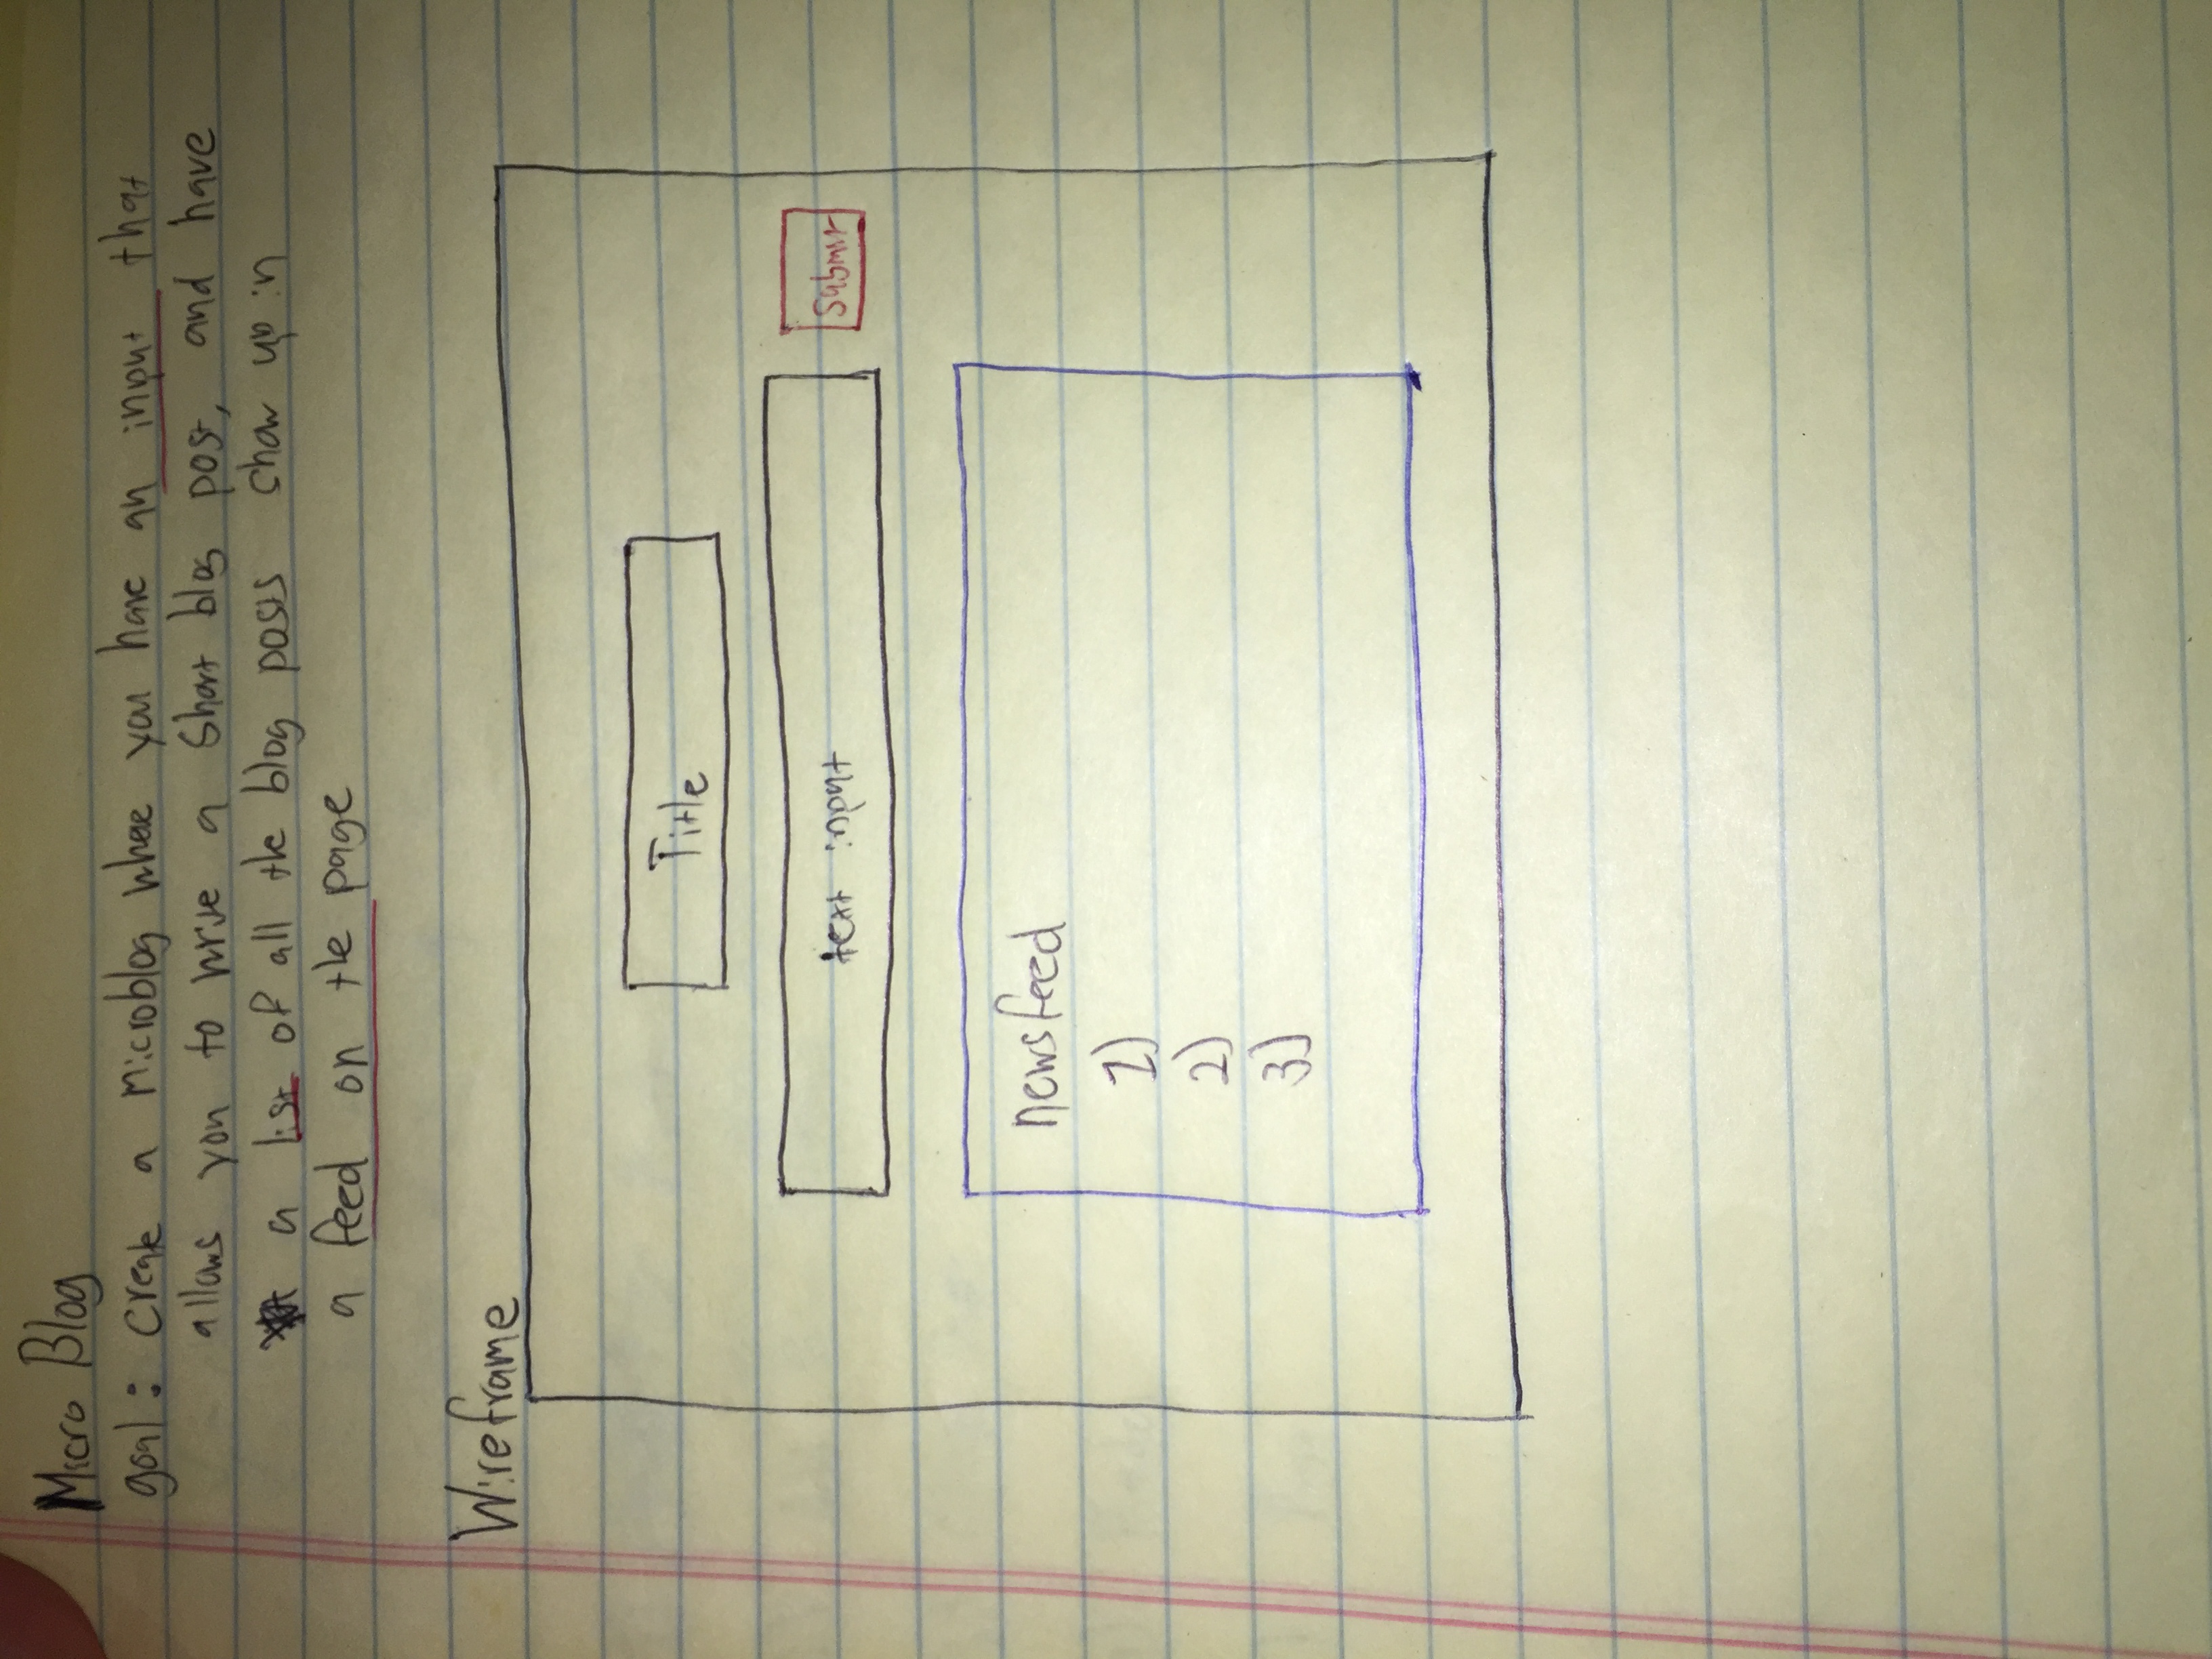 Micro Blog
goal: create a microblog where you have an input that
allows you to write a short blog post, and have
a list of all the blog posts show up in
a feed on the page
Wireframe
Title
text input
Submit
newsfeed
1)
2)
3)